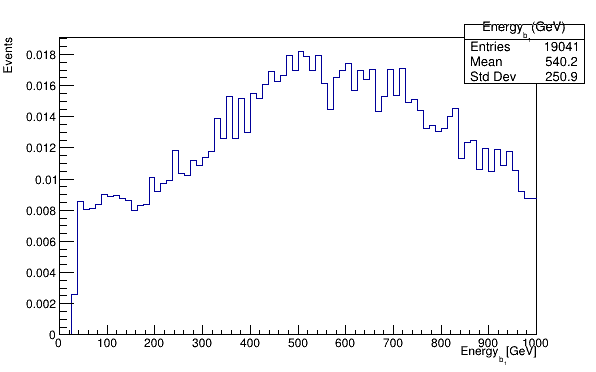 Energy_b_1 (GeV)
Entries 19041
Mean 540.2
Std Dev 250.9
Events
0.018
0.016
0.014
0.012
0.01
0.008
0.006
0.004
0.002
0
0 100 200 300 400 500 600 700 800 900 1000
Energy_b_1 [GeV]